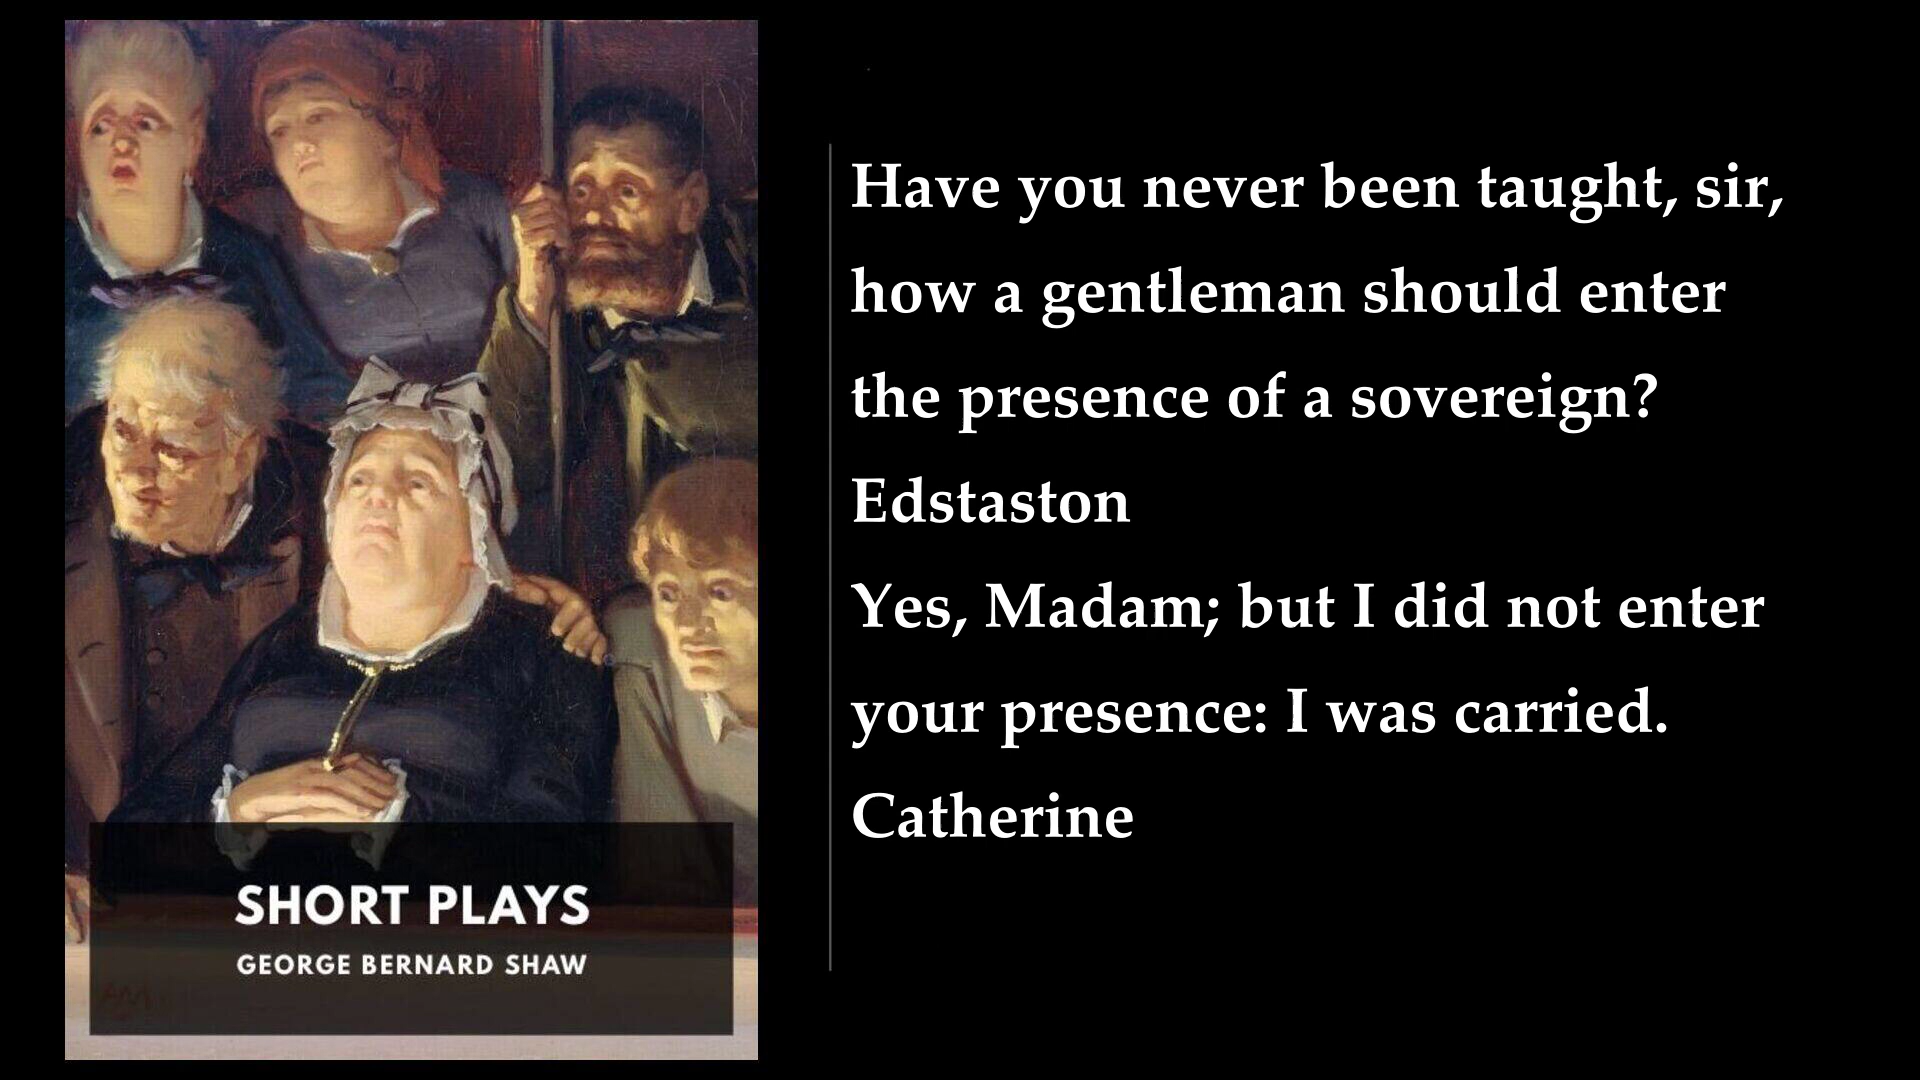 Have you never been taught, sir,
how a gentleman should enter
the presence of a sovereign?
Edstaston
Yes, Madam; but I did not enter
your presence: I was carried.
Catherine
SHORT PLAYS
GEORGE BERNARD SHAW